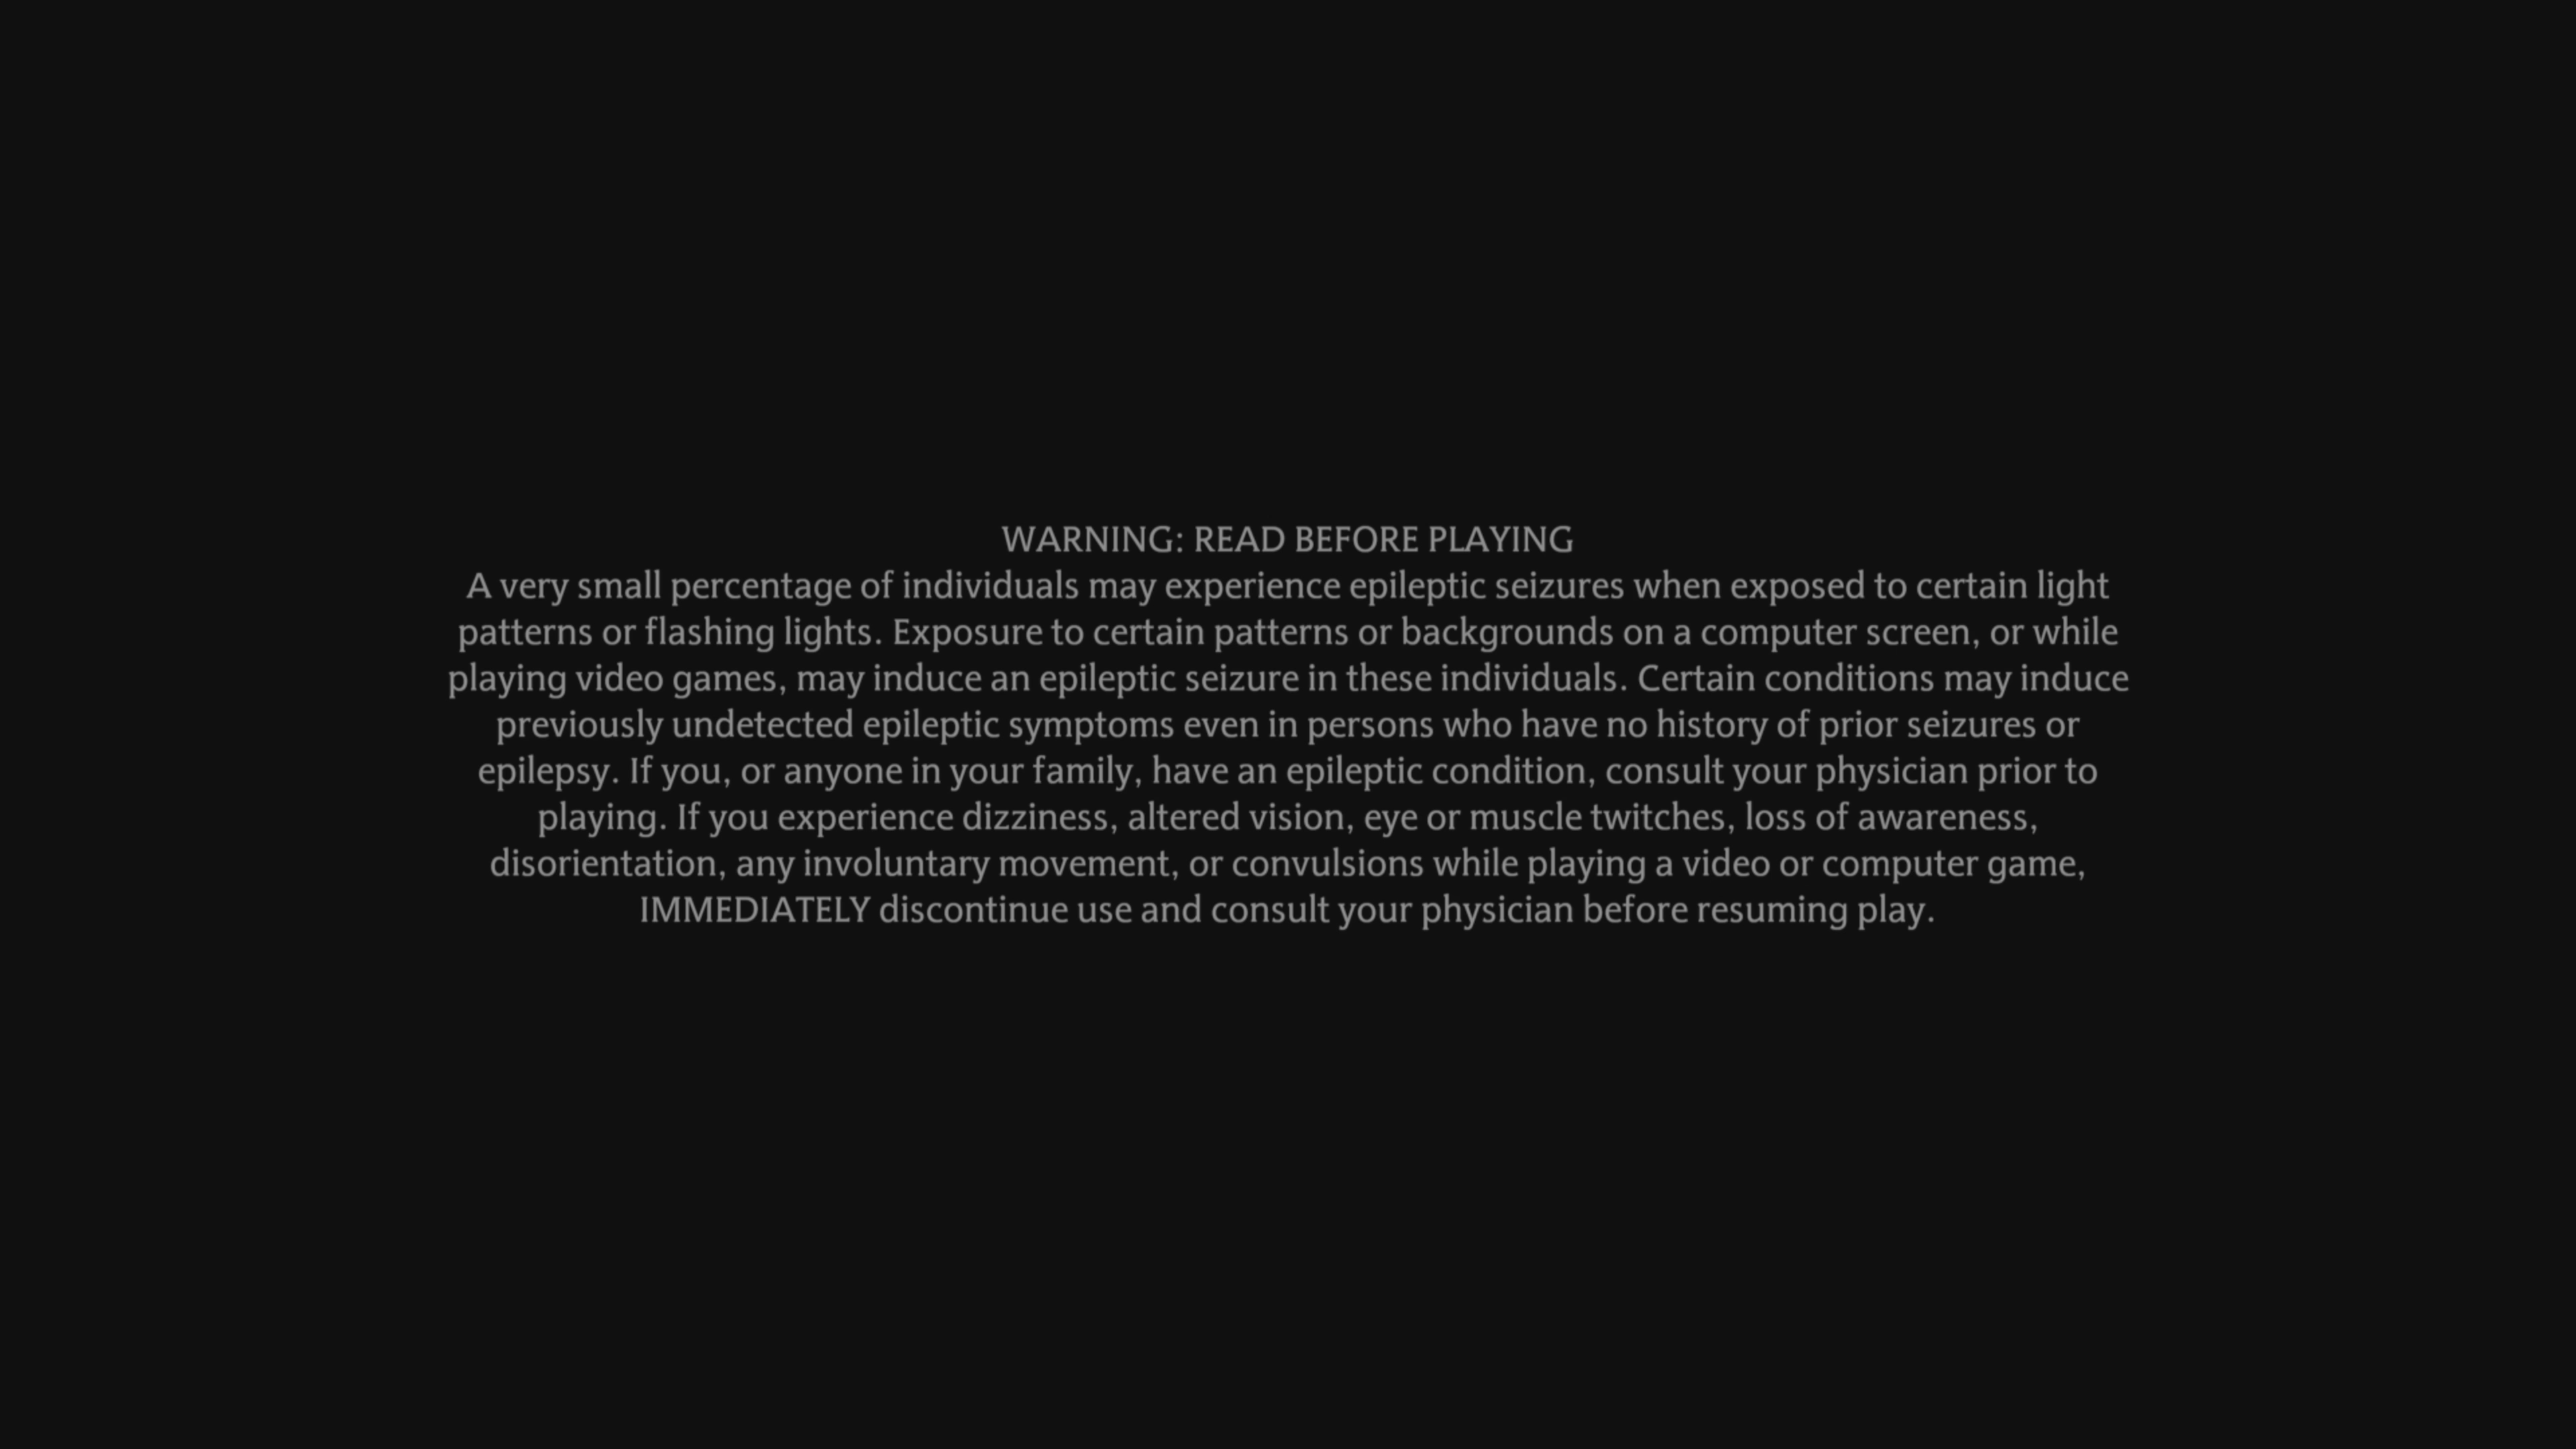 WARNING: READ BEFORE PLAYING
A very small percentage of individuals may experience epileptic seizures when exposed to certain light
patterns or flashing lights. Exposure to certain patterns or backgrounds on a computer screen, or while
playing video games, may induce an epileptic seizure in these individuals. Certain conditions may induce
previously undetected epileptic symptoms even in persons who have no history of prior seizures or
epilepsy. If you, or anyone in your family, have an epileptic condition, consult your physician prior to
playing. If you experience dizziness, altered vision, eye or muscle twitches, loss of awareness,
disorientation, any involuntary movement, or convulsions while playing a video or computer game,
IMMEDIATELY discontinue use and consult your physician before resuming play.